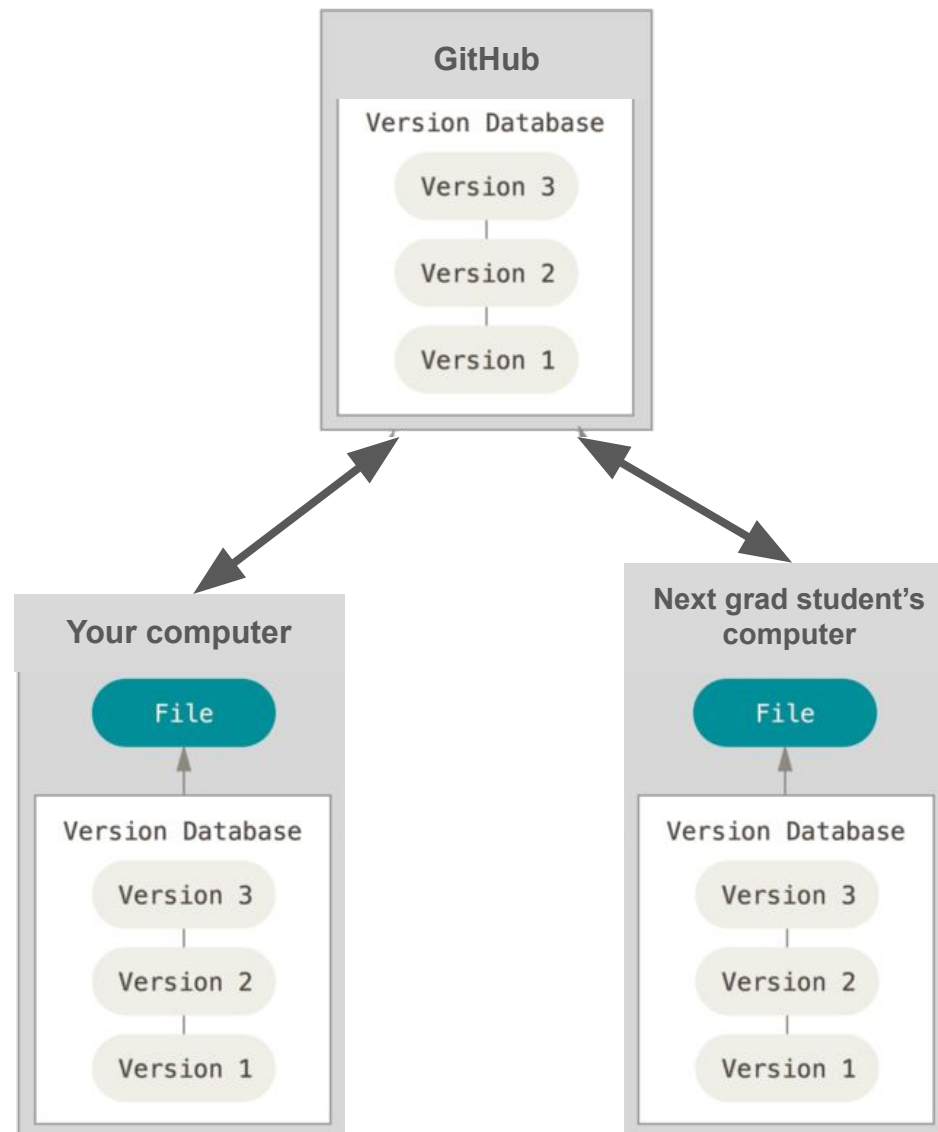 GitHub
Version Database
Version 3
Version 2
Version 1
Your computer
File
Version Database
Version 3
Version 2
Version 1
Next grad student’s
computer
File
Version Database
Version 3
Version 2
Version 1